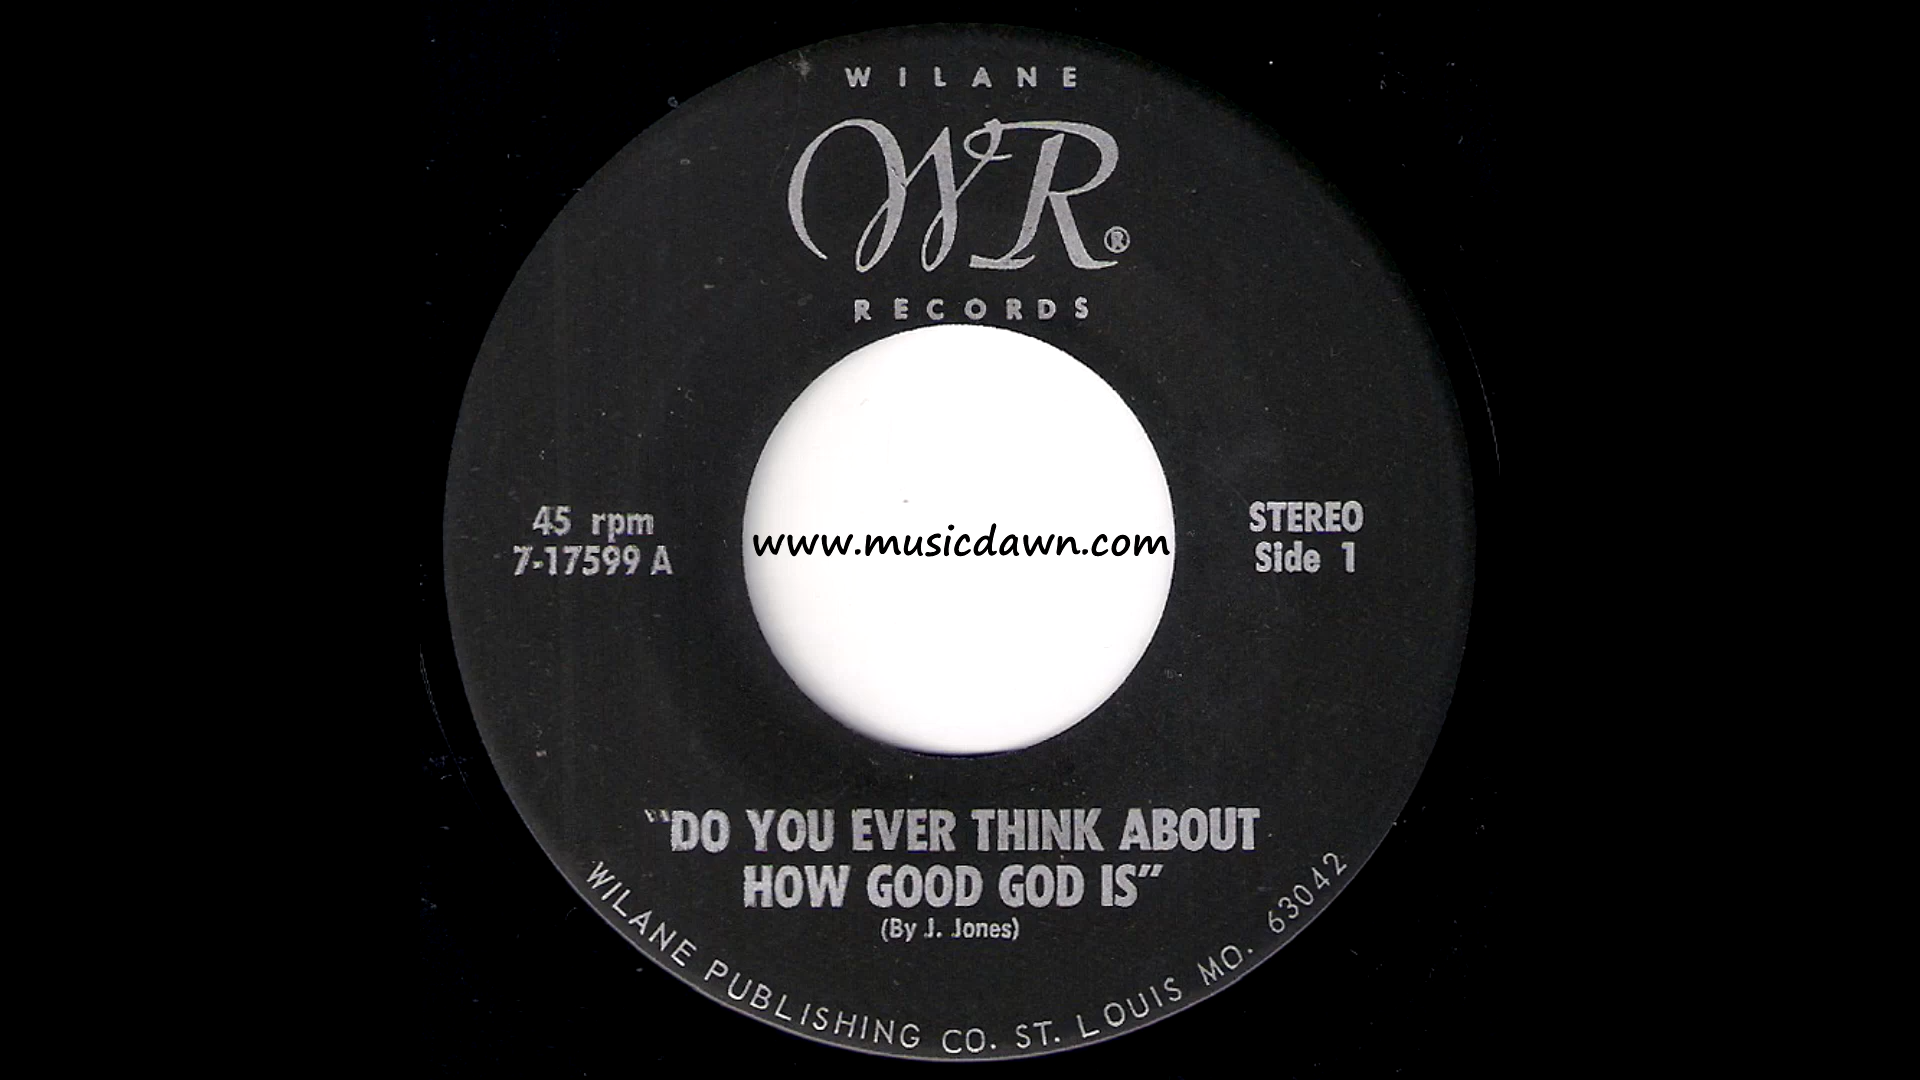 WILANE
WR®
RECORDS
45 rpm
7-17599 A
STEREO
Side 1
www.musicdawn.com
"DO YOU EVER THINK ABOUT
HOW GOOD GOD IS"
(By J. Jones)
WILANE PUBLISHING CO. ST. LOUIS MO. 63042